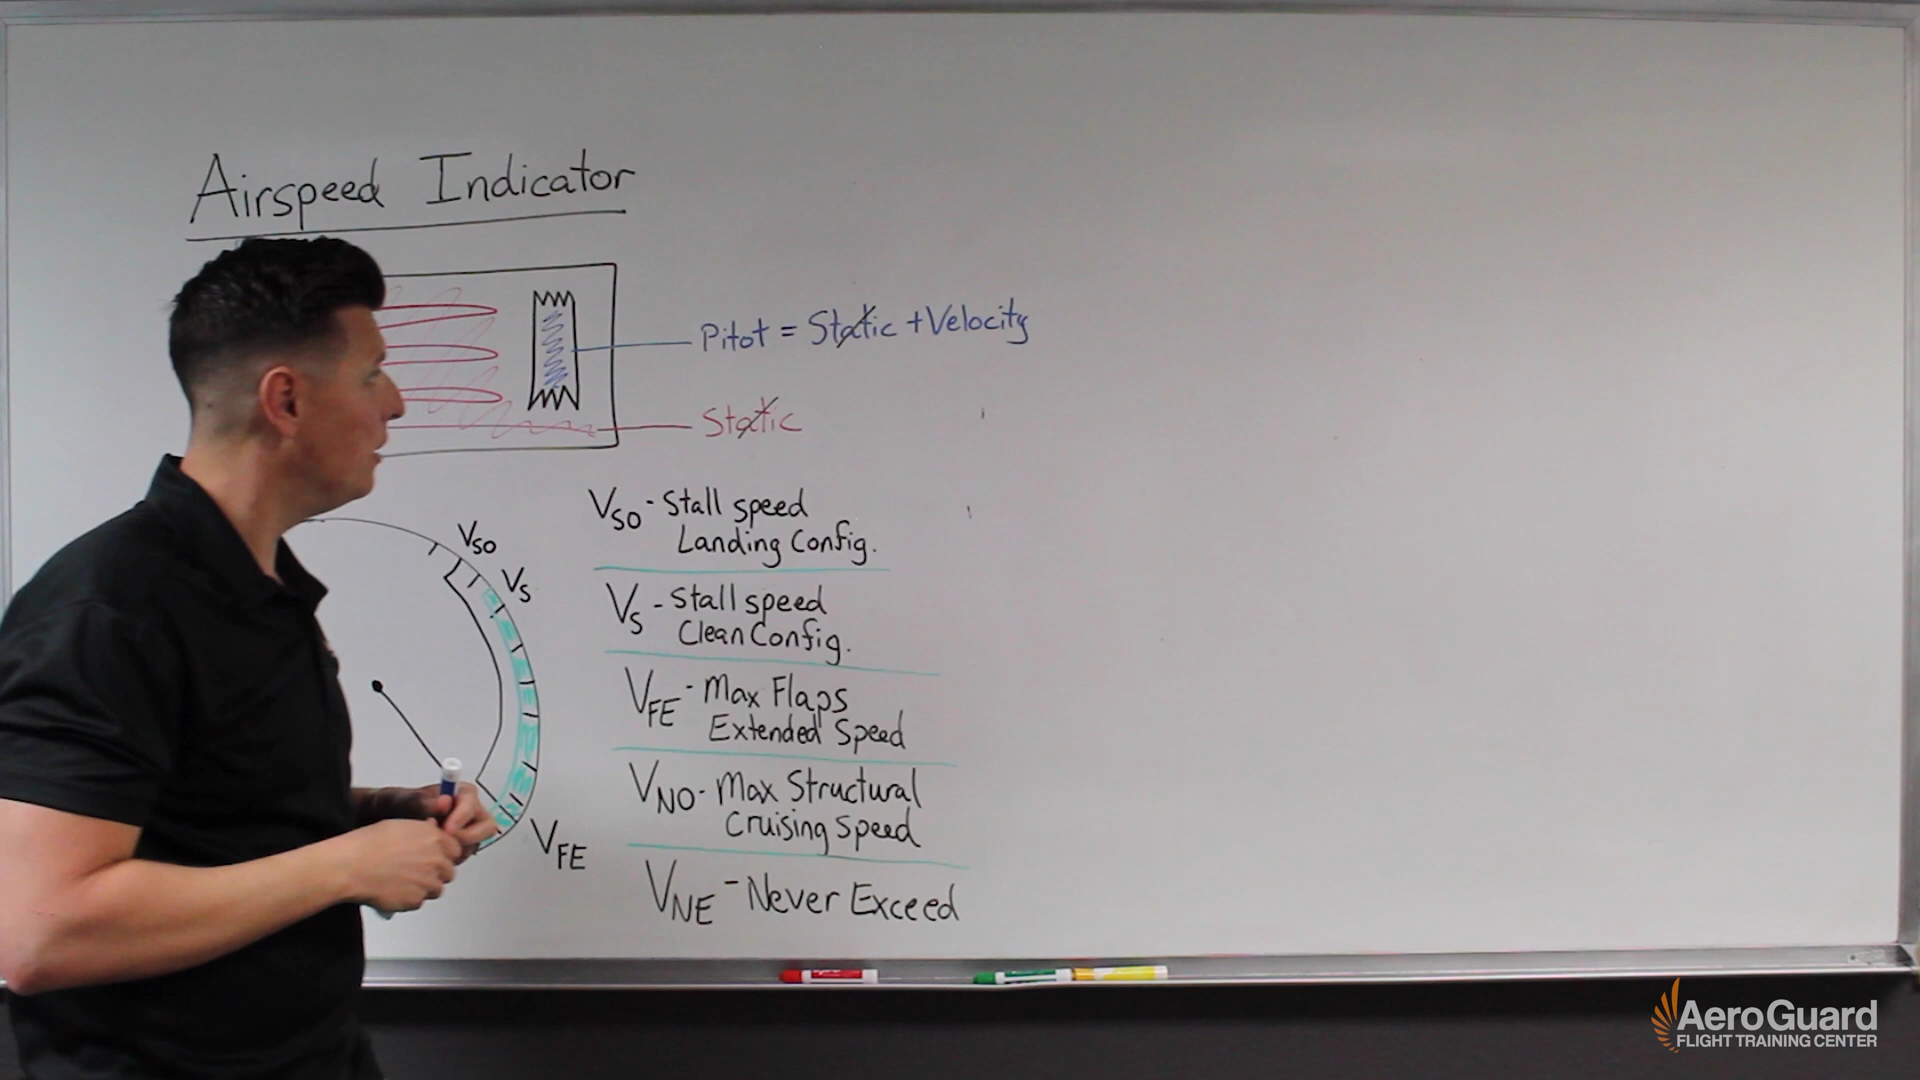 Airspeed Indicator
Pitot = Static + Velocity
Static
VSO
VS
VFE
VSO - Stall speed
Landing Config.
VS - Stall speed
Clean Config.
VFE - Max Flaps
Extended Speed
VNO - Max Structural
Cruising Speed
VNE - Never Exceed
AeroGuard
FLIGHT TRAINING CENTER